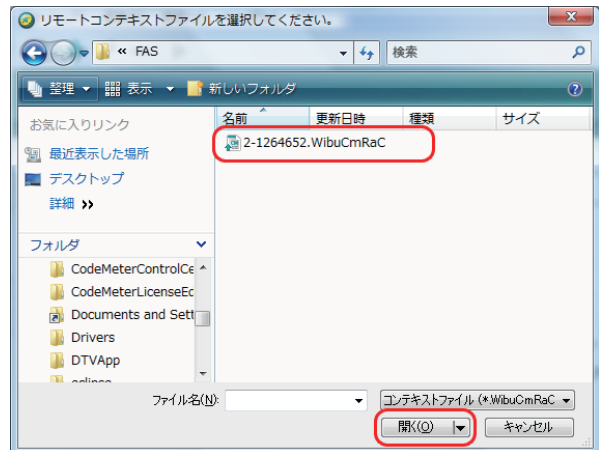 リモートコンテキストファイルを選択してください。
« FAS
検索
整理 表示 新しいフォルダ
お気に入りリンク
最近表示した場所
デスクトップ
詳細 »
フォルダ
CodeMeterControlCe
CodeMeterLicenseEc
Documents and Sett
Drivers
DTVApp
eclipse
名前 更新日時 種類 サイズ
2-1264652.WibuCmRaC
ファイル名(N):
コンテキストファイル (*.WibuCmRaC
開く(O) キャンセル